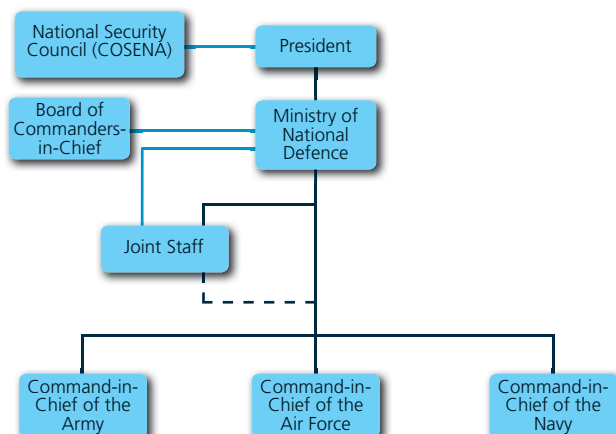 National Security
Council (COSENA)
President
Board of
Commanders-
in-Chief
Ministry of
National
Defence
Joint Staff
Command-in-
Chief of the
Army
Command-in-
Chief of the
Air Force
Command-in-
Chief of the
Navy